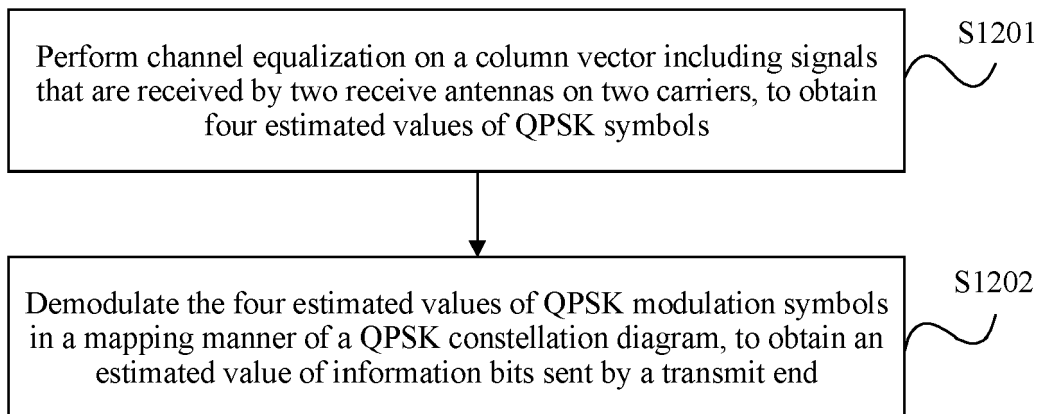 S1201
Perform channel equalization on a column vector including signals
that are received by two receive antennas on two carriers, to obtain
four estimated values of QPSK symbols
S1202
Demodulate the four estimated values of QPSK modulation symbols
in a mapping manner of a QPSK constellation diagram, to obtain an
estimated value of information bits sent by a transmit end